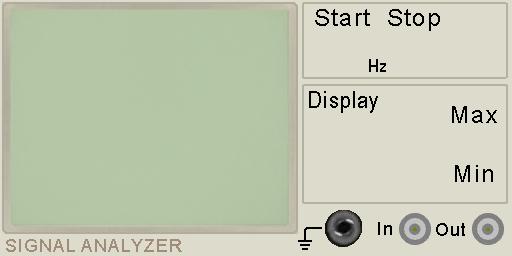 Start Stop
Hz
Display
Max
Min
In Out
SIGNAL ANALYZER